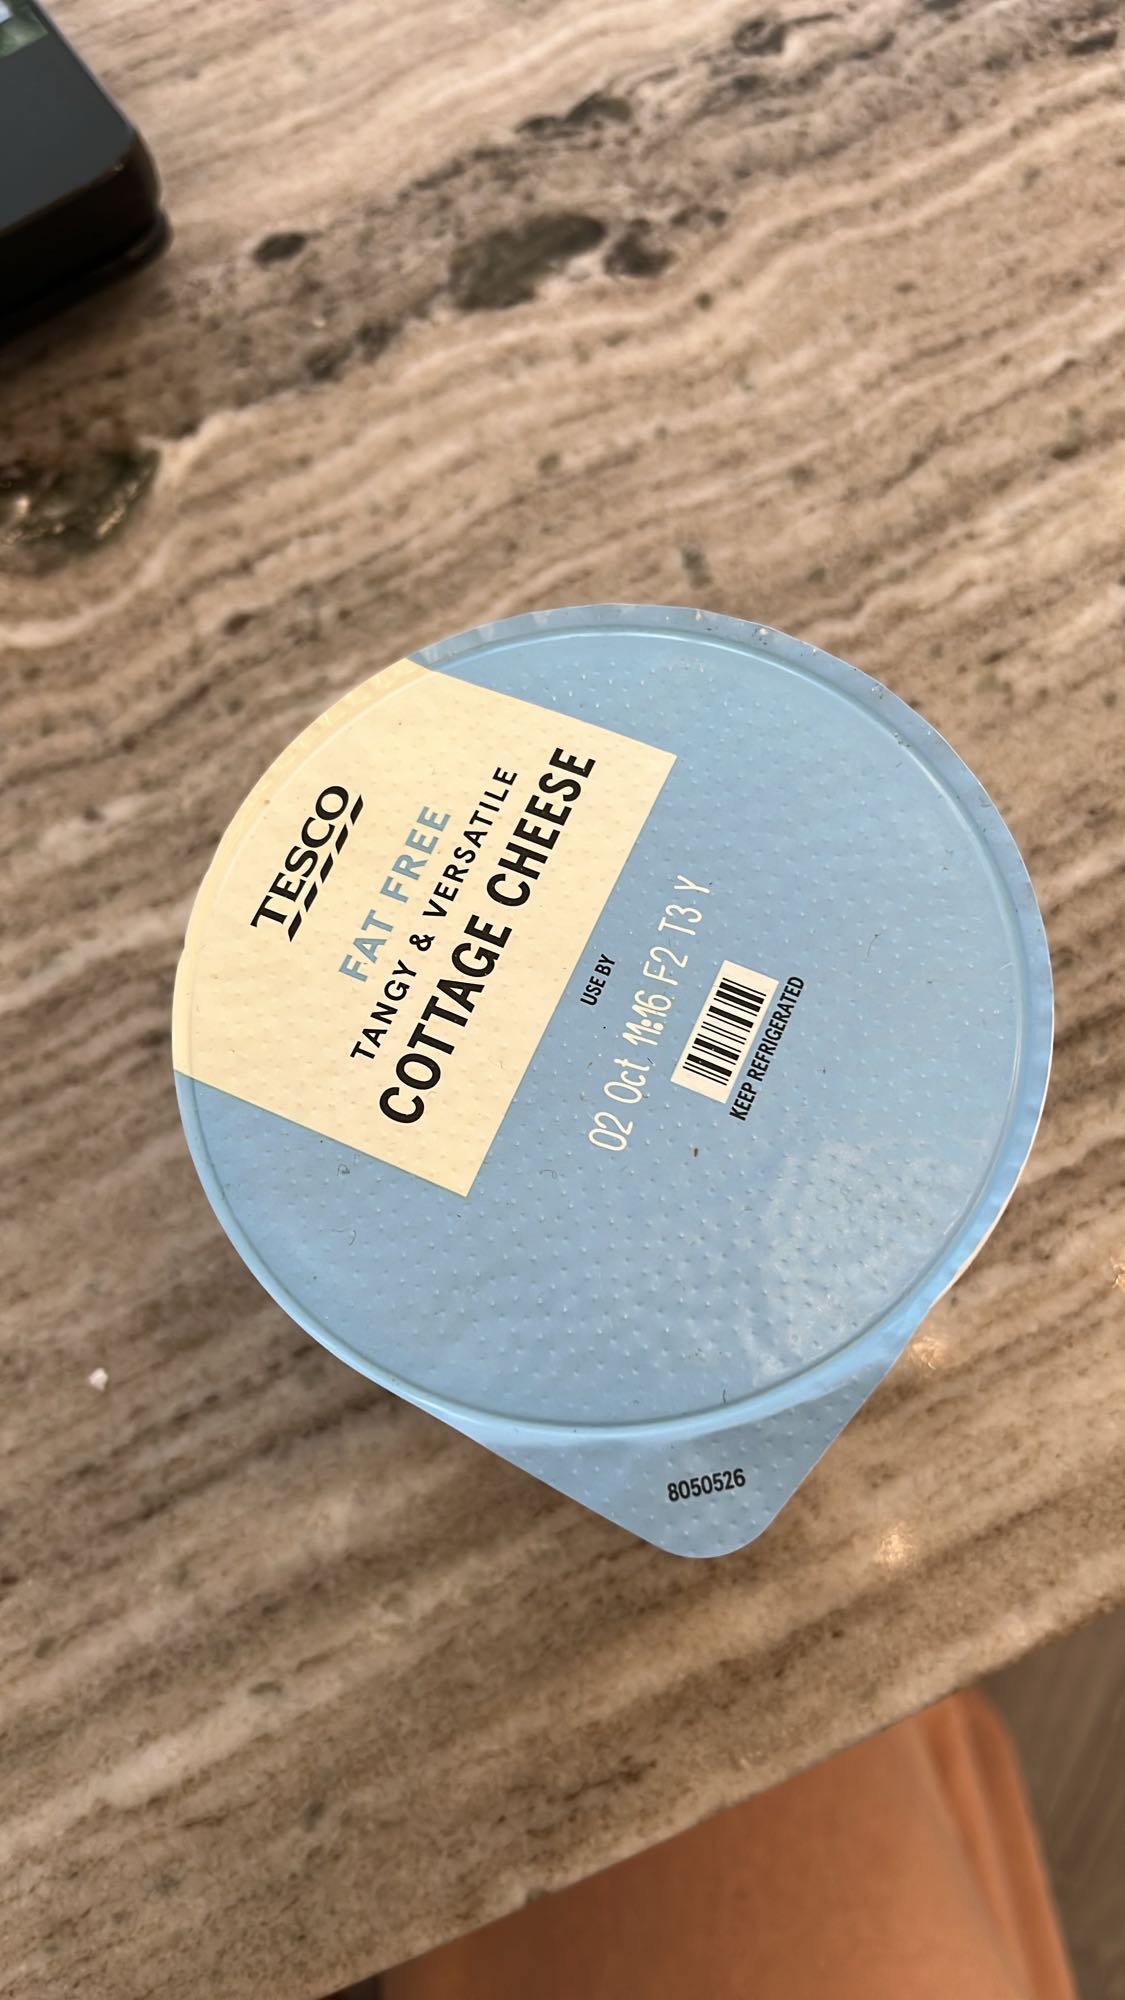 TESCO
FAT FREE
TANGY & VERSATILE
COTTAGE CHEESE
USE BY
02 Oct 11:16 F2 T3 Y
KEEP REFRIGERATED
8050526